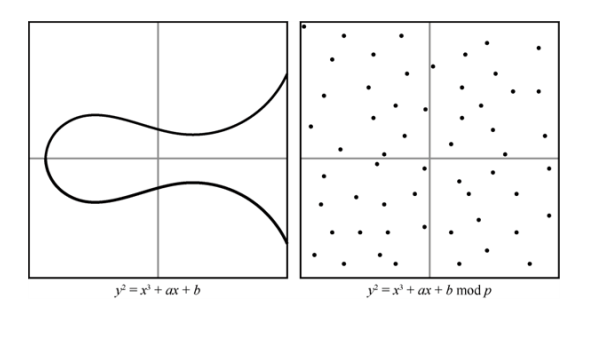 y² = x³ + ax + b
y² = x³ + ax + b mod p